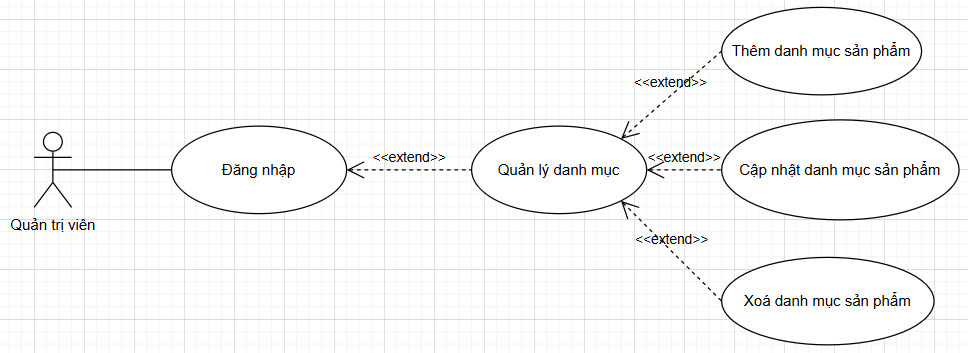 Thêm danh mục sản phẩm
<<extend>>
Đăng nhập
<<extend>>
Quản lý danh mục
<<extend>>
Cập nhật danh mục sản phẩm
Quản trị viên
<<extend>>
Xoá danh mục sản phẩm